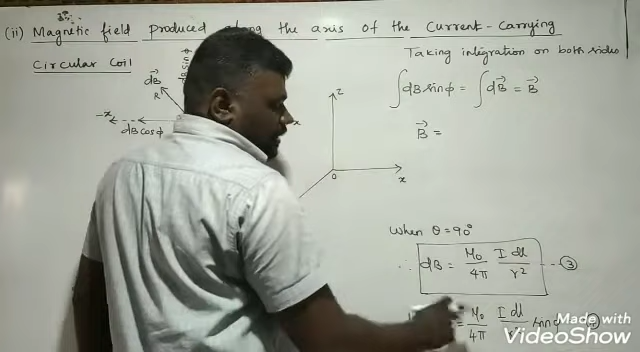 (ii) Magnetic field produced along the axis of the current-carrying
Circular Coil
Taking integration on both sides
dB⃗
R
-x dB cosϕ x
z
0 x
∫dB sinϕ = ∫dB⃗ = B⃗
B⃗ =
When θ = 90°
∴ dB = μ₀/4π I dl/r² --- ③
= μ₀/4π I dl
Made with
VideoShow